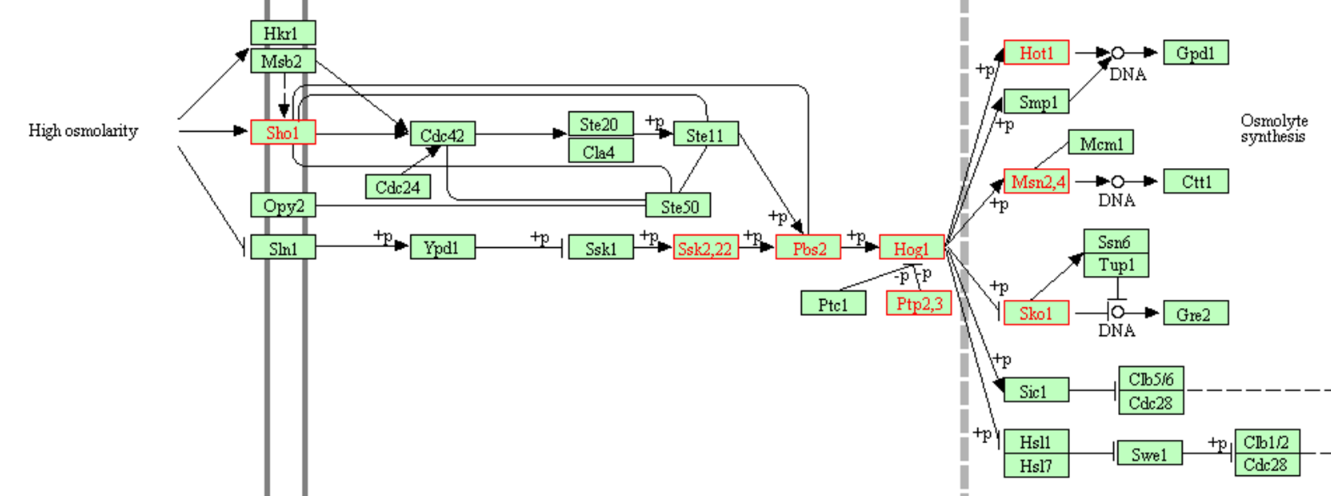 Hkr1
Msb2
High osmolarity
Sho1
Cdc42
Ste20
Cla4
+p
Ste11
Cdc24
Opy2
Ste50
Sln1
+p
Ypd1
+p
Ssk1
+p
Ssk2,22
+p
+p
Pbs2
+p
Hog1
-p
-p
Ptc1
Ptp2,3
+p
Hot1
DNA
Gpd1
+p
Smp1
Osmolyte
synthesis
Mcm1
+p
Msn2,4
DNA
Ctt1
Ssn6
Tup1
+p
Sko1
DNA
Gre2
+p
Sic1
Clb5/6
Cdc28
+p
Hsl1
Hsl7
Swe1
+p
Clb1/2
Cdc28